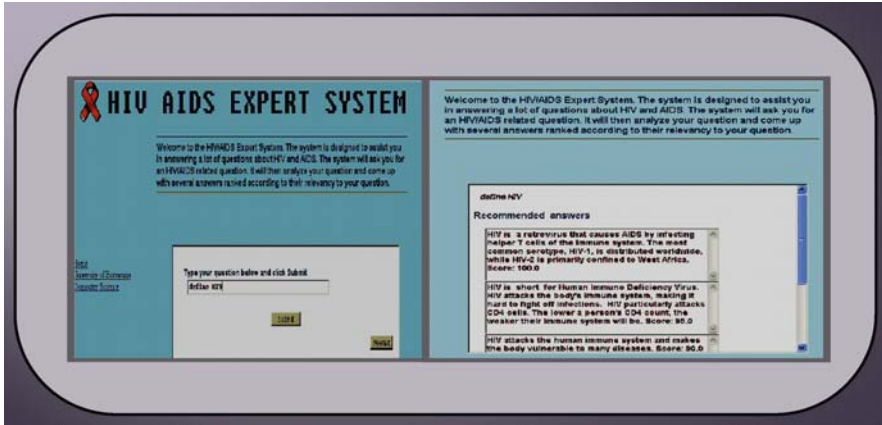 HIV AIDS EXPERT SYSTEM
Welcome to the HIV/AIDS Expert System. The system is designed to assist you
in answering a lot of questions about HIV and AIDS. The system will ask you for
an HIV/AIDS related question. It will then analyze your question and come up
with several answers ranked according to their relevancy to your question.
Home
University of Botswana
Computer Science
Type your question below and click Submit
define HIV
Submit
Welcome to the HIV/AIDS Expert System. The system is designed to assist you
in answering a lot of questions about HIV and AIDS. The system will ask you for
an HIV/AIDS related question. It will then analyze your question and come up
with several answers ranked according to their relevancy to your question.
define HIV
Recommended answers
HIV is a retrovirus that causes AIDS by infecting
helper T cells of the immune system. The most
common serotype, HIV-1, is distributed worldwide,
while HIV-2 is primarily confined to West Africa.
Score: 100.0
HIV is short for Human Immuno Deficiency Virus.
HIV attacks the body's immune system, making it
hard to fight off infections. HIV particularly attacks
CD4 cells. The lower a person's CD4 count, the
weaker their immune system will be. Score: 95.0
HIV attacks the human immune system and makes
the body vulnerable to many diseases. Score: 90.0